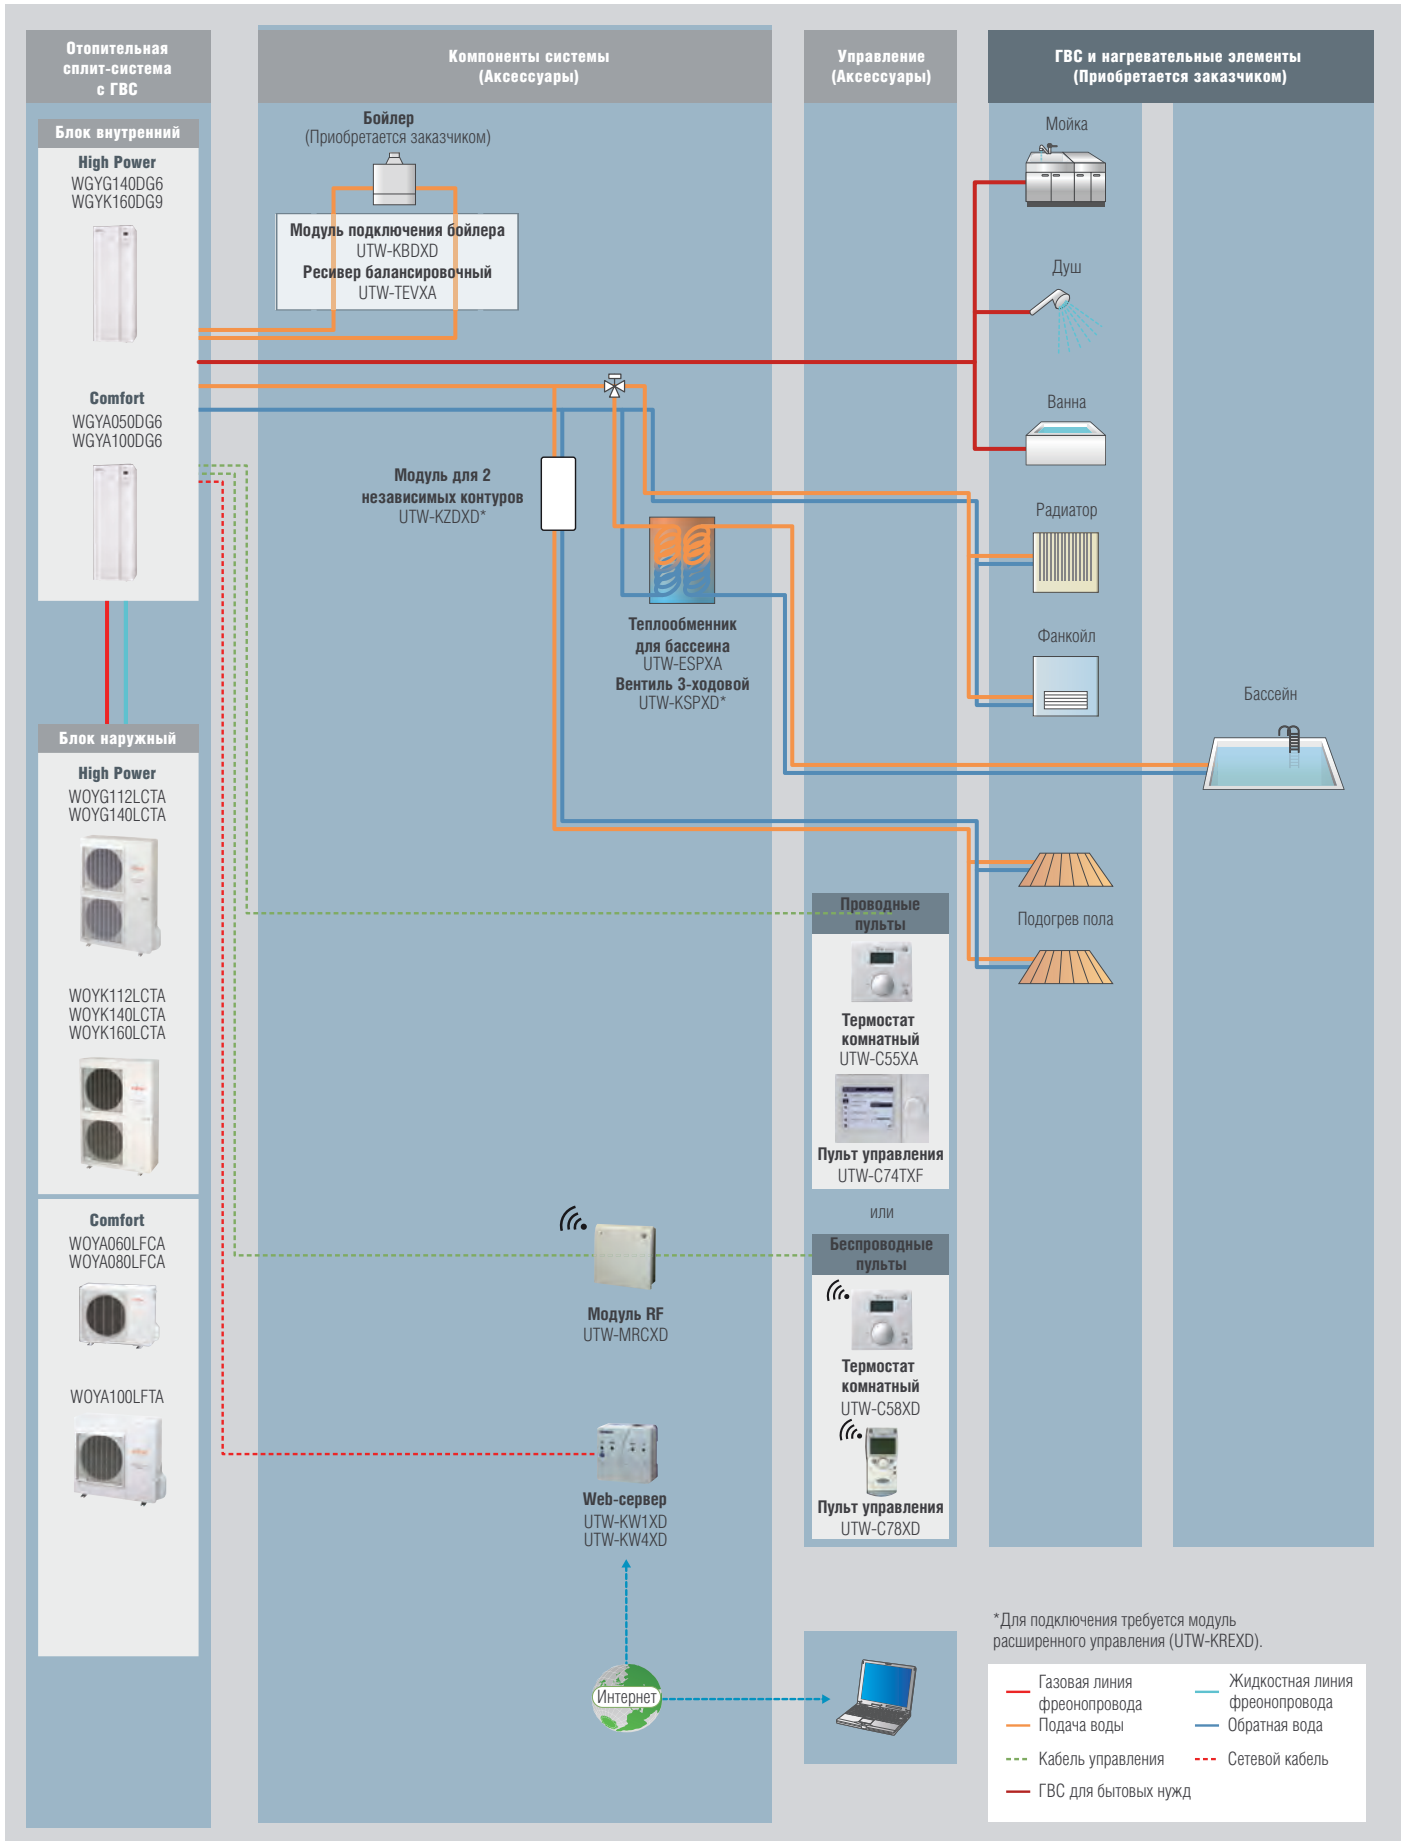 Отопительная
сплит-система
с ГВС
Компоненты системы
(Аксессуары)
Управление
(Аксессуары)
ГВС и нагревательные элементы
(Приобретается заказчиком)
Блок внутренний
High Power
WGYG140DG6
WGYK160DG9
Comfort
WGYA050DG6
WGYA100DG6
Блок наружный
High Power
WOYG112LCTA
WOYG140LCTA
WOYK112LCTA
WOYK140LCTA
WOYK160LCTA
Comfort
WOYA060LFCA
WOYA080LFCA
WOYA100LFTA
Бойлер
(Приобретается заказчиком)
Модуль подключения бойлера
UTW-KBDXD
Ресивер балансировочный
UTW-TEVXA
Модуль для 2
независимых контуров
UTW-KZDXD*
Теплообменник
для бассеина
UTW-ESPXA
Вентиль 3-ходовой
UTW-KSPXD*
Модуль RF
UTW-MRCXD
Web-сервер
UTW-KW1XD
UTW-KW4XD
Интернет
Проводные
пульты
Термостат
комнатный
UTW-C55XA
Пульт управления
UTW-C74TXF
или
Беспроводные
пульты
Термостат
комнатный
UTW-C58XD
Пульт управления
UTW-C78XD
Мойка
Душ
Ванна
Радиатор
Фанкойл
Бассейн
Подогрев пола
*Для подключения требуется модуль
расширенного управления (UTW-KREXD).
Газовая линия
фреонопровода
Жидкостная линия
фреонопровода
Подача воды
Обратная вода
Кабель управления
Сетевой кабель
ГВС для бытовых нужд